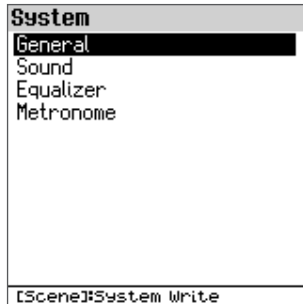 System
General
Sound
Equalizer
Metronome
[Scene]:System Write